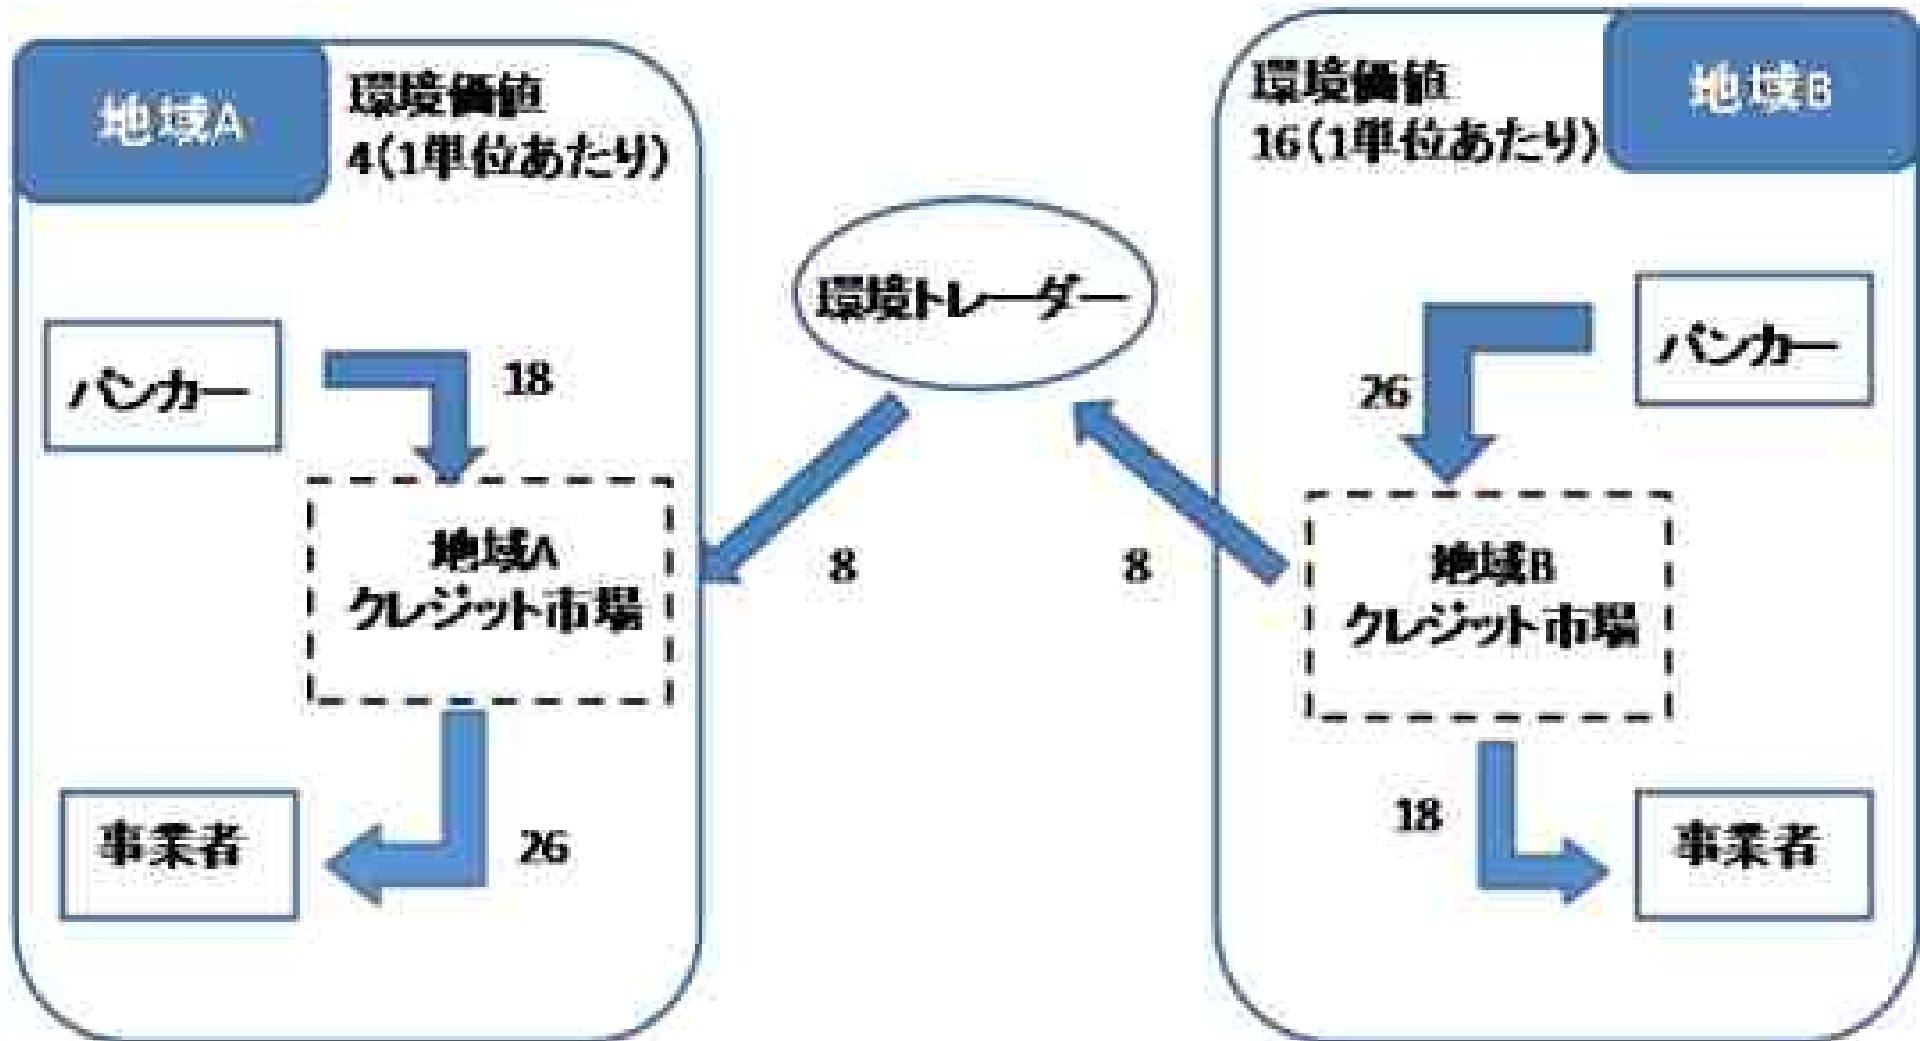 地域A
環境価値
4(1単位あたり)
バンカー
18
地域A
クレジット市場
事業者
26
環境トレーダー
8
8
環境価値
16(1単位あたり)
地域B
バンカー
26
地域B
クレジット市場
18
事業者